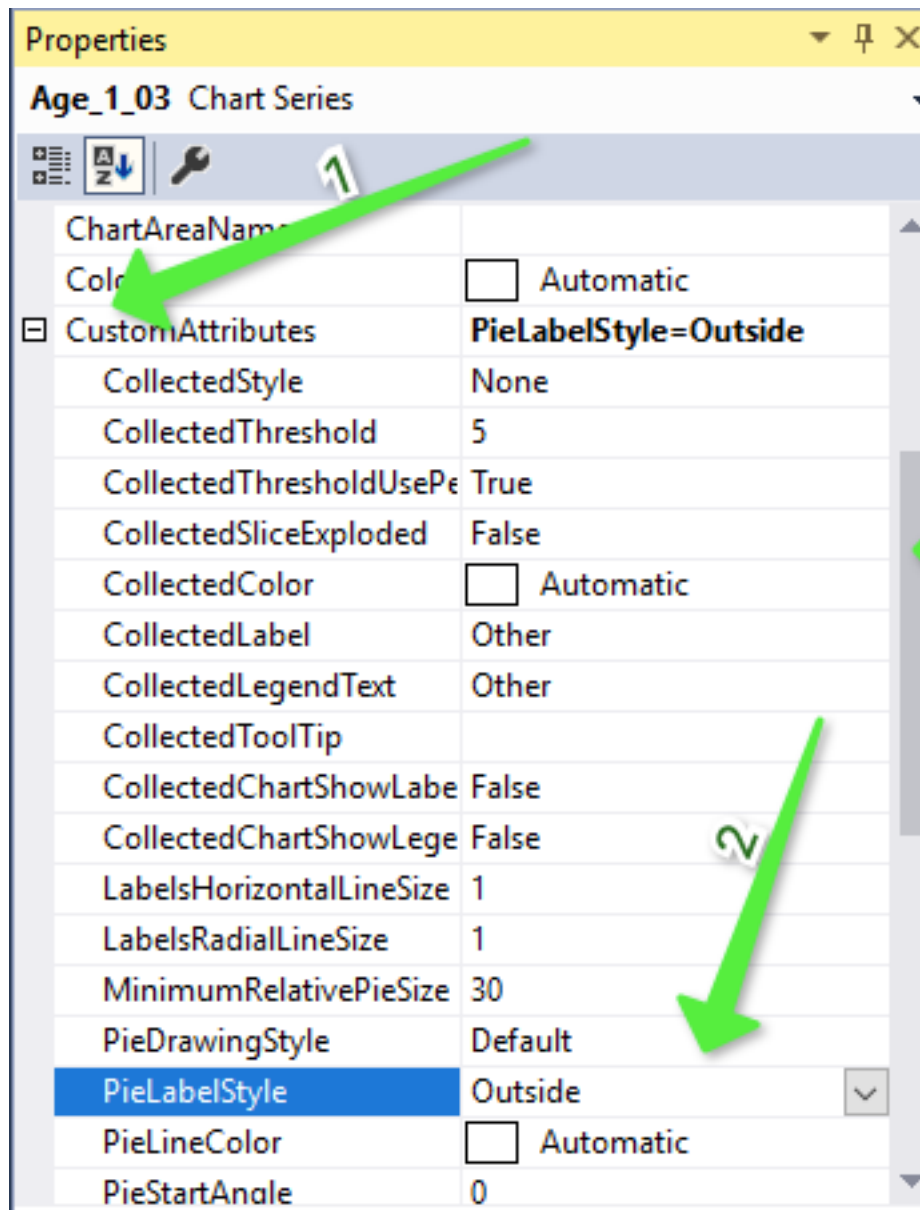 Properties
Age_1_03 Chart Series
1
ChartAreaNam
Colo
Automatic
CustomAttributes PieLabelStyle=Outside
CollectedStyle None
CollectedThreshold 5
CollectedThresholdUsePe True
CollectedSliceExploded False
CollectedColor Automatic
CollectedLabel Other
CollectedLegendText Other
CollectedToolTip
CollectedChartShowLabe False
CollectedChartShowLege False
2
LabelsHorizontalLineSize 1
LabelsRadialLineSize 1
MinimumRelativePieSize 30
PieDrawingStyle Default
PieLabelStyle Outside
PieLineColor Automatic
PieStartAngle 0